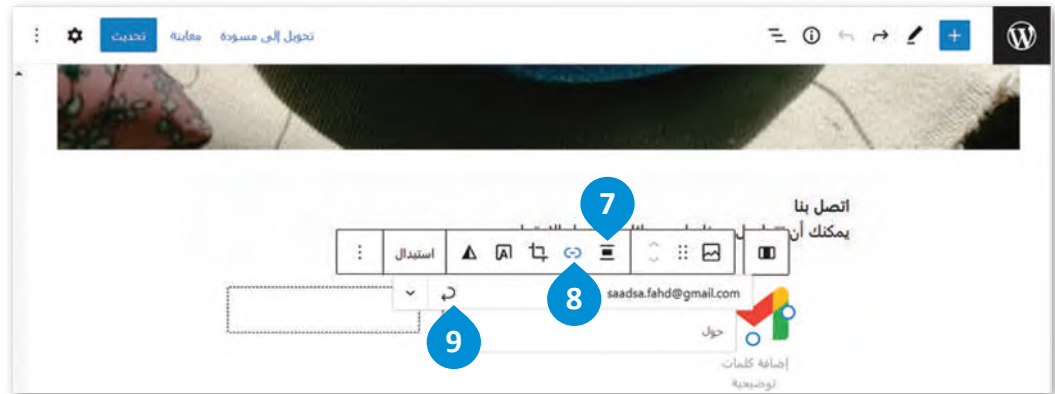 تحويل إلى مسودة معاينة تحديث
اتصل بنا
يمكنك أن
7
استبدال
8
saadsa.fahd@gmail.com
9
حول
إضافة كلمات
توضيحية